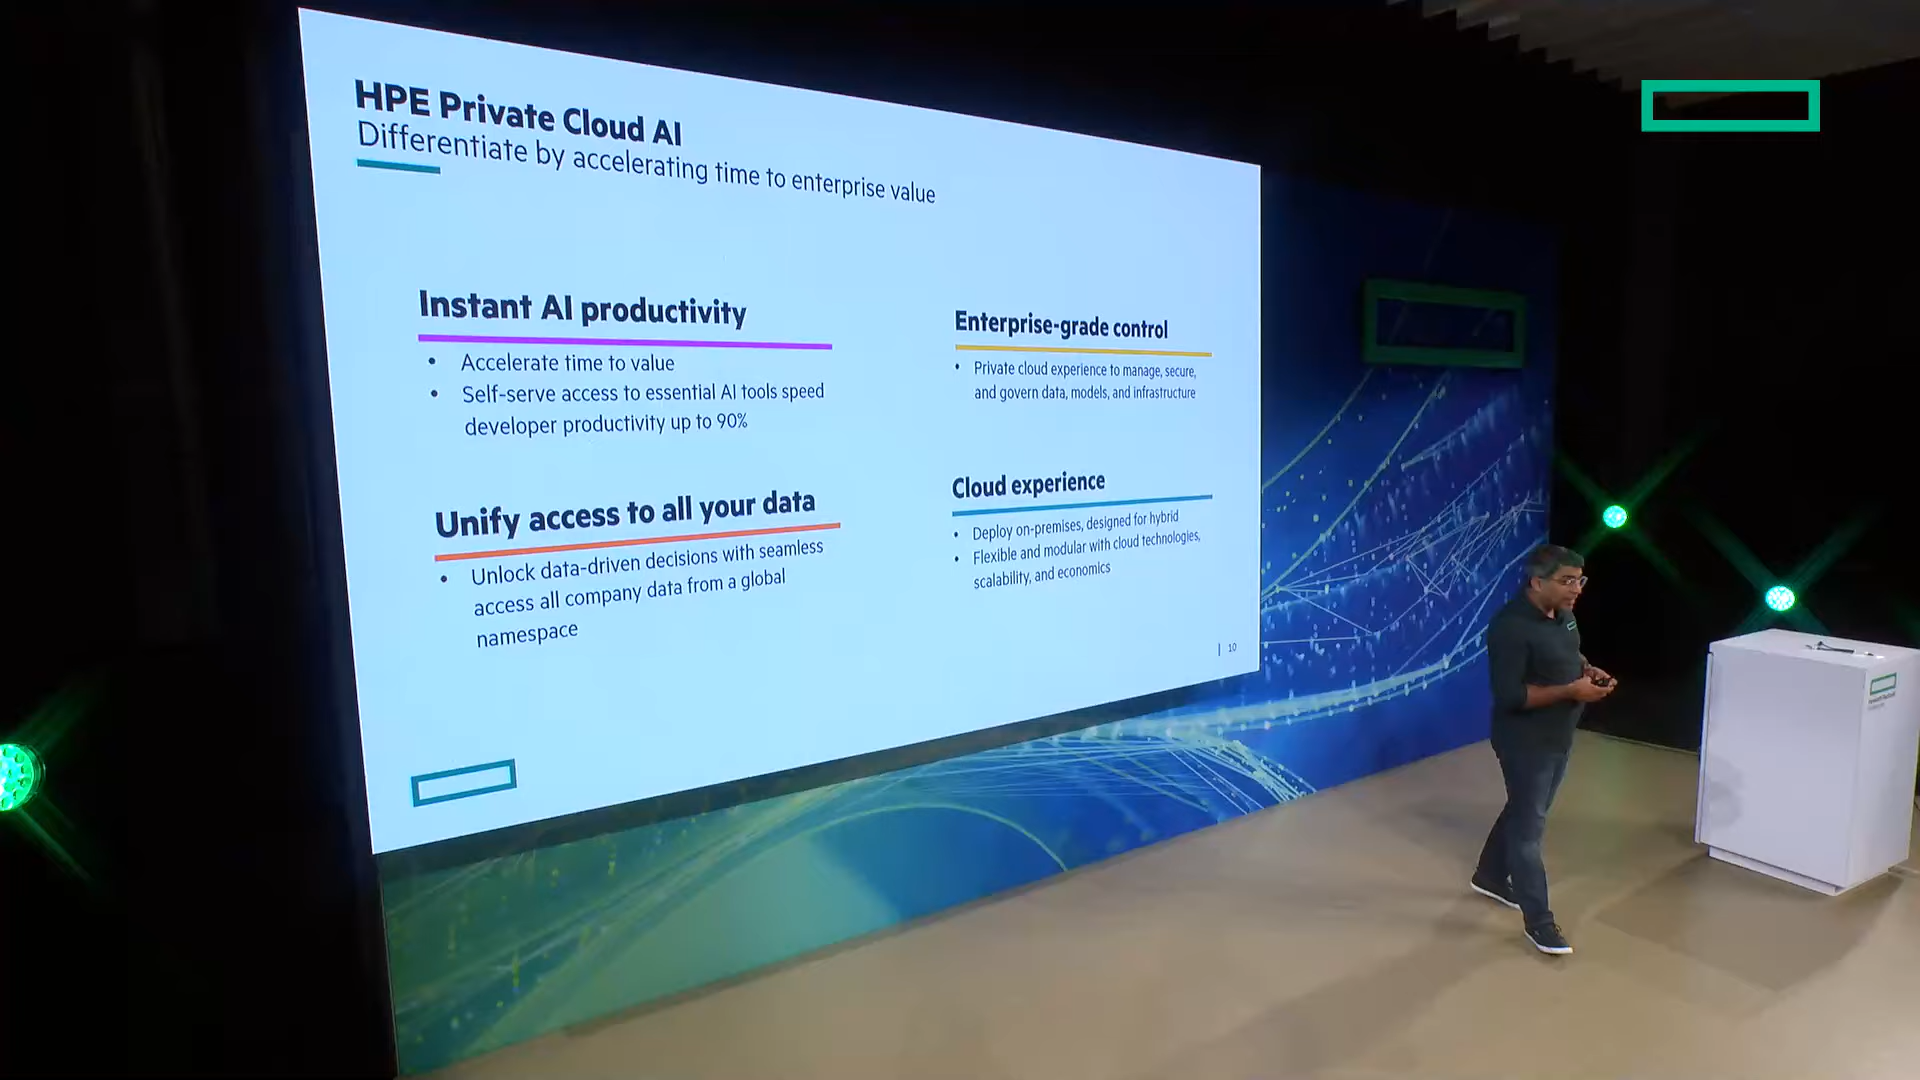 HPE Private Cloud AI
Differentiate by accelerating time to enterprise value
Instant AI productivity
• Accelerate time to value
• Self-serve access to essential AI tools speed
developer productivity up to 90%
Unify access to all your data
• Unlock data-driven decisions with seamless
access all company data from a global
namespace
Enterprise-grade control
• Private cloud experience to manage, secure,
and govern data, models, and infrastructure
Cloud experience
• Deploy on-premises, designed for hybrid
• Flexible and modular with cloud technologies,
scalability, and economics
| 10